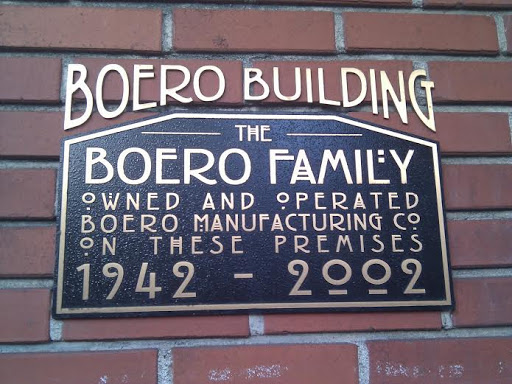 BOERO BUILDING
THE
BOERO FAMILY
OWNED AND OPERATED
BOERO MANUFACTURING CO
ON THESE PREMISES
1942 - 2002